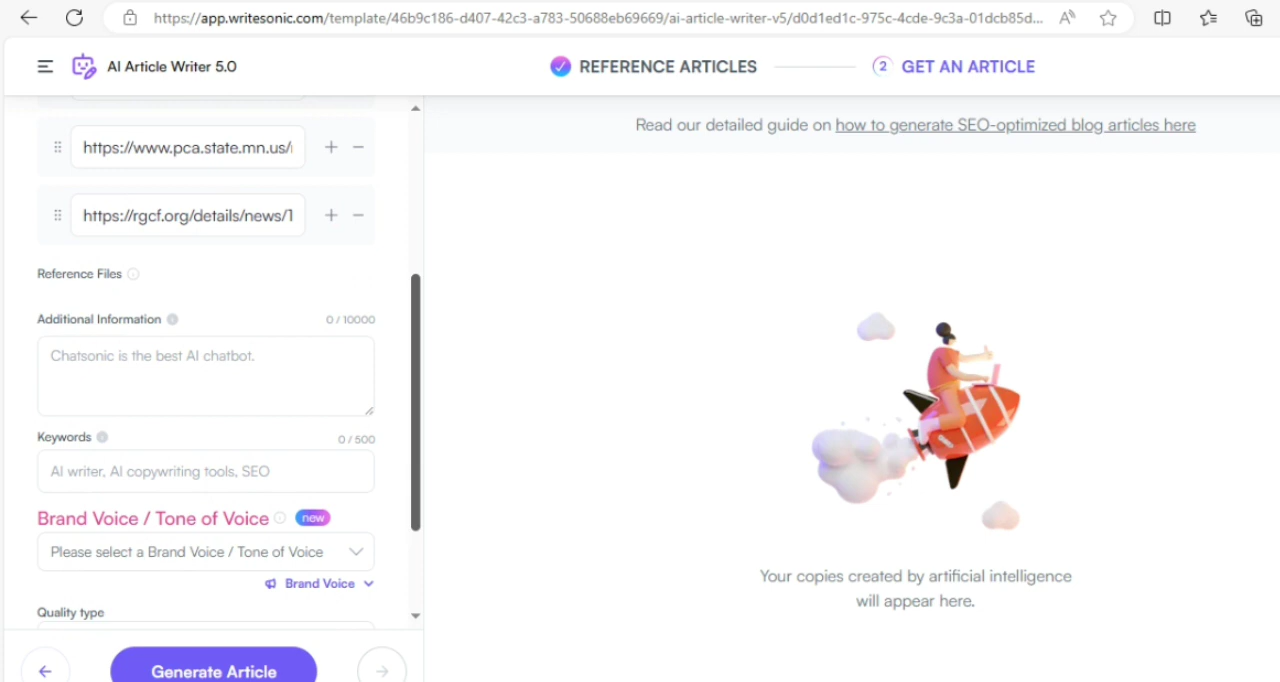 https://app.writesonic.com/template/46b9c186-d407-42c3-a783-50688eb69669/ai-article-writer-v5/d0d1ed1c-975c-4cde-9c3a-01dcb85d...
AI Article Writer 5.0
REFERENCE ARTICLES
2 GET AN ARTICLE
Read our detailed guide on how to generate SEO-optimized blog articles here
https://www.pca.state.mn.us/
https://rgcf.org/details/news/1
Reference Files
Additional Information
0 / 10000
Chatsonic is the best AI chatbot.
Keywords
0 / 500
AI writer, AI copywriting tools, SEO
Brand Voice / Tone of Voice new
Please select a Brand Voice / Tone of Voice
Brand Voice
Quality type
Generate Article
Your copies created by artificial intelligence
will appear here.